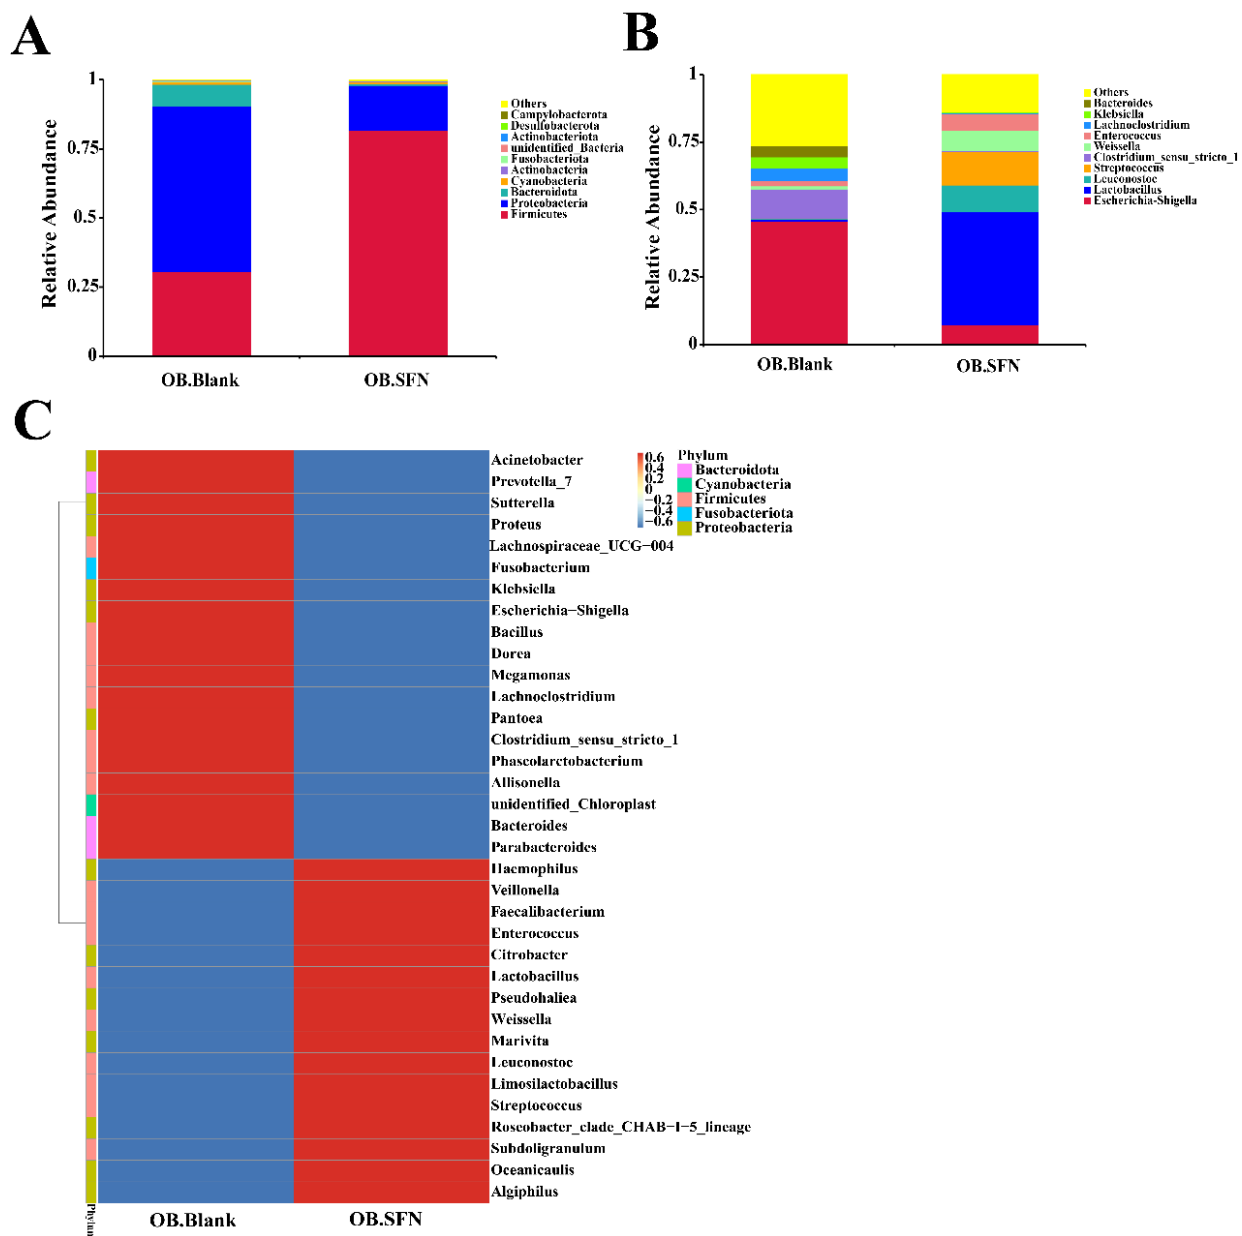 A
1
0.75
0.5
0.25
0
Relative Abundance
OB.Blank
OB.SFN
Others
Campylobacterota
Desulfobacterota
Actinobacteriota
unidentified_Bacteria
Fusobacteriota
Actinobacteria
Cyanobacteria
Bacteroidota
Proteobacteria
Firmicutes
B
1
0.75
0.5
0.25
0
Relative Abundance
OB.Blank
OB.SFN
Others
Bacteroides
Klebsiella
Lachnoclostridium
Enterococcus
Weissella
Clostridium_sensu_stricto_1
Streptococcus
Leuconostoc
Lactobacillus
Escherichia-Shigella
C
Acinetobacter
Prevotella_7
Sutterella
Proteus
Lachnospiraceae_UCG−004
Fusobacterium
Klebsiella
Escherichia−Shigella
Bacillus
Dorea
Megamonas
Lachnoclostridium
Pantoea
Clostridium_sensu_stricto_1
Phascolarctobacterium
Allisonella
unidentified_Chloroplast
Bacteroides
Parabacteroides
Haemophilus
Veillonella
Faecalibacterium
Enterococcus
Citrobacter
Lactobacillus
Pseudohaliea
Weissella
Marivita
Leuconostoc
Limosilactobacillus
Streptococcus
Roseobacter_clade_CHAB−I−5_lineage
Subdoligranulum
Oceanicaulis
Algiphilus
Phylum
OB.Blank
OB.SFN
0.6
0.4
0.2
0
−0.2
−0.4
−0.6
Phylum
Bacteroidota
Cyanobacteria
Firmicutes
Fusobacteriota
Proteobacteria